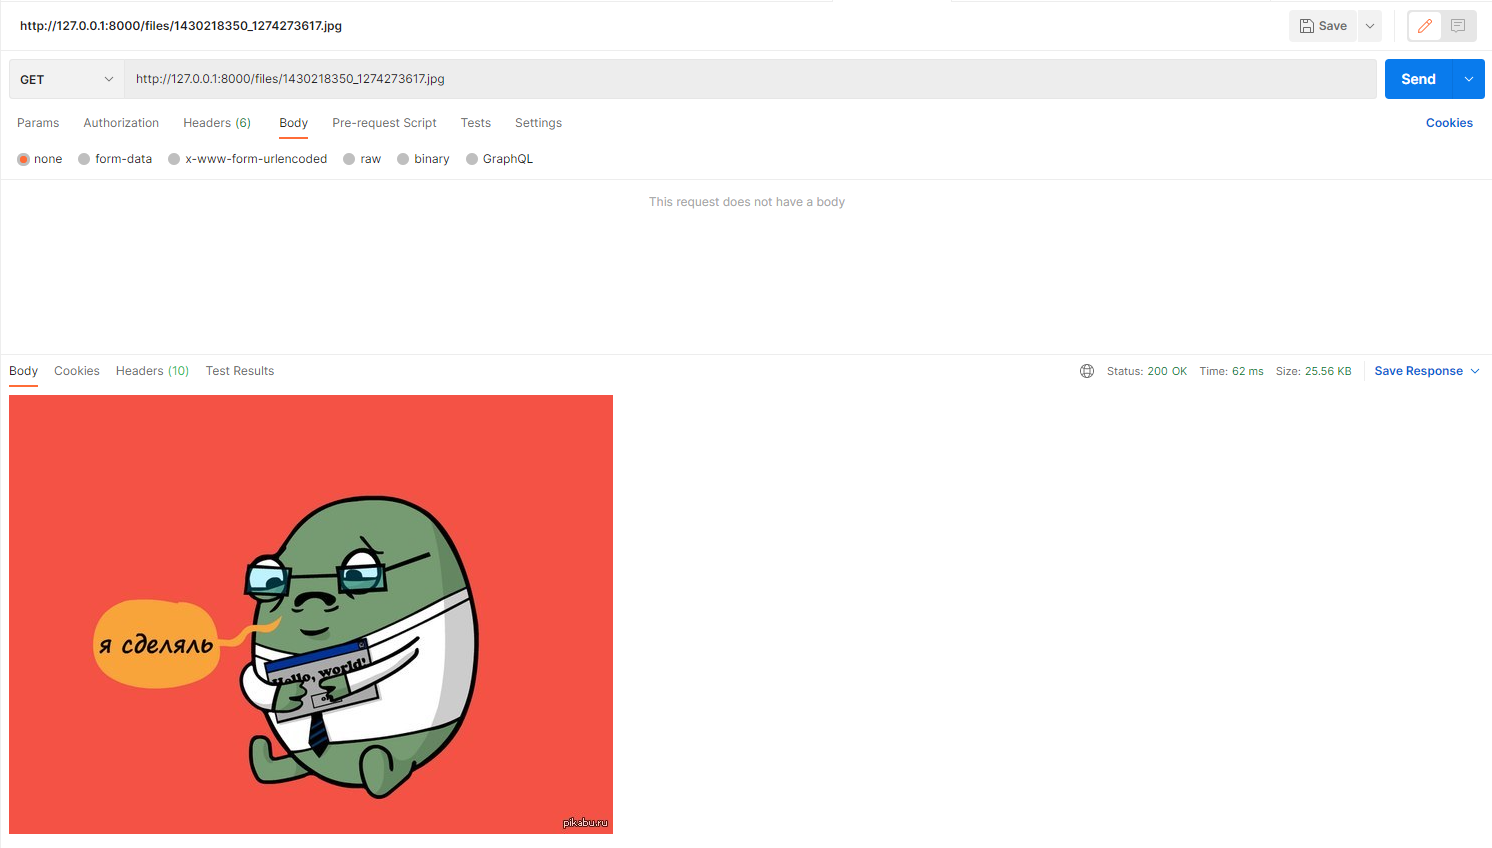 http://127.0.0.1:8000/files/1430218350_1274273617.jpg
Save
GET
http://127.0.0.1:8000/files/1430218350_1274273617.jpg
Send
Params Authorization Headers (6) Body Pre-request Script Tests Settings Cookies
none form-data x-www-form-urlencoded raw binary GraphQL
This request does not have a body
Body Cookies Headers (10) Test Results Status: 200 OK Time: 62 ms Size: 25.56 KB Save Response
я сделяль
Hello, world!
pikabu.ru